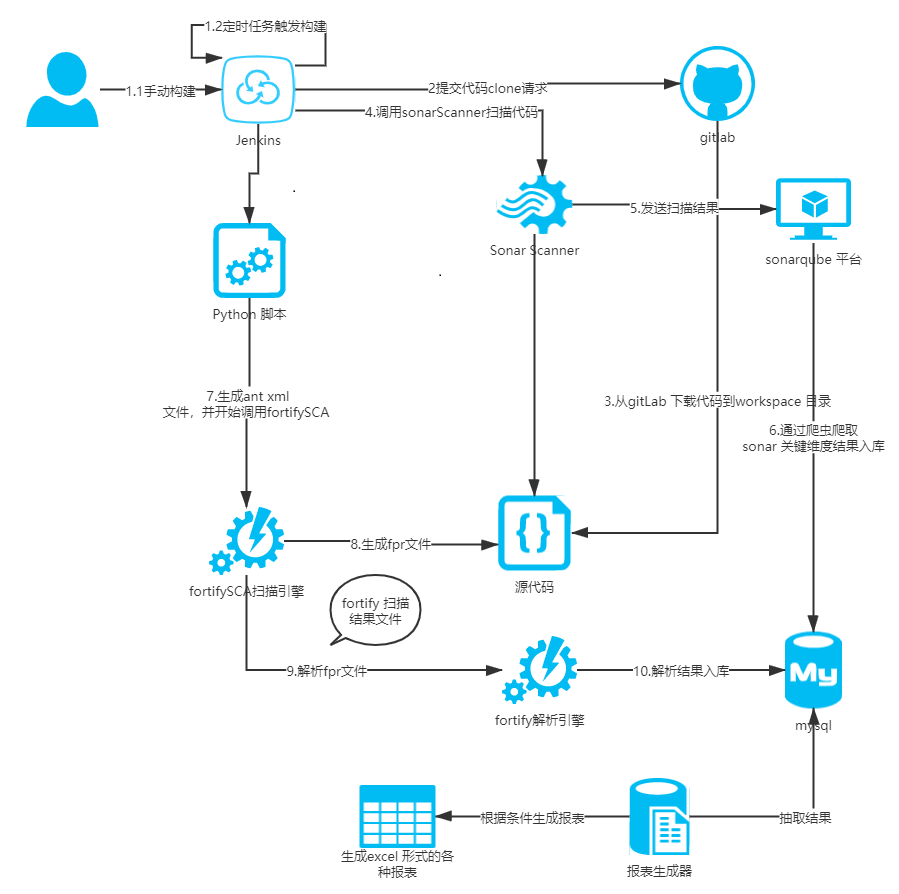 1.2定时任务触发构建
1.1手动构建
2提交代码clone请求
4.调用sonarScanner扫描代码
Jenkins
gitlab
5.发送扫描结果
Sonar Scanner
sonarqube 平台
Python 脚本
7.生成ant xml
文件，并开始调用fortifySCA
3.从gitLab 下载代码到workspace 目录
6.通过爬虫爬取
sonar 关键维度结果入库
{}
8.生成fpr文件
fortifySCA扫描引擎
源代码
fortify 扫描
结果文件
9.解析fpr文件
10.解析结果入库
My
fortify解析引擎
mysql
根据条件生成报表
抽取结果
生成excel 形式的各
种报表
报表生成器